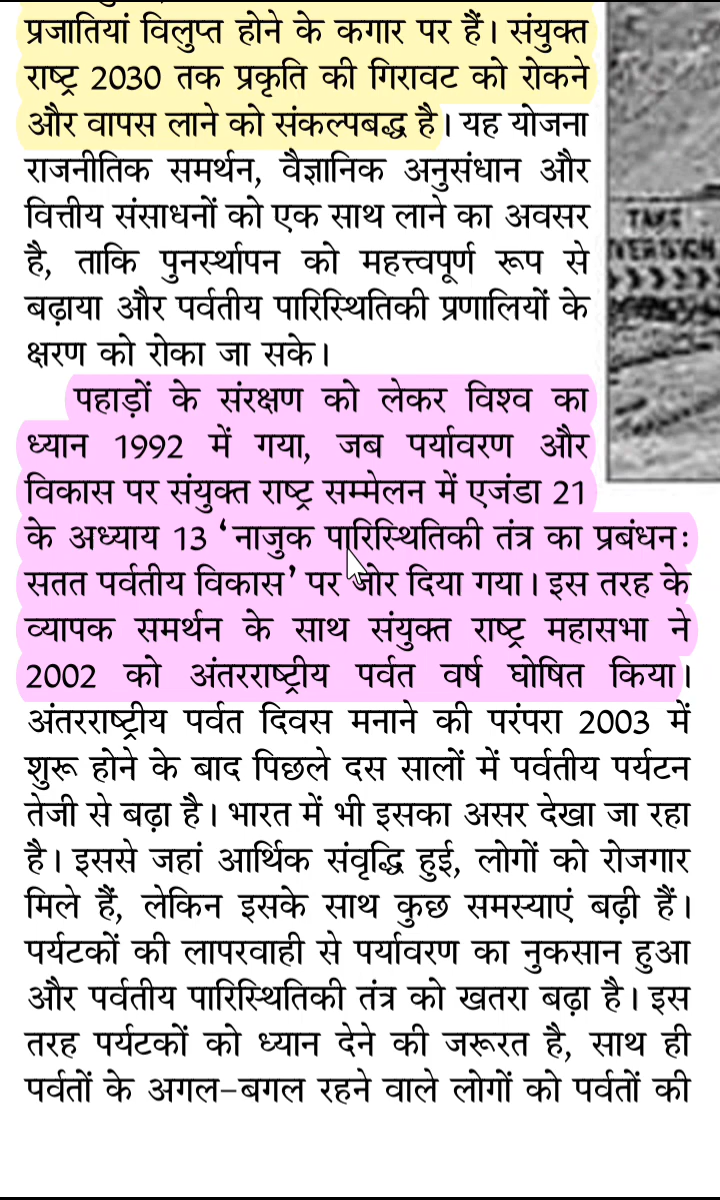 प्रजातियां विलुप्त होने के कगार पर हैं। संयुक्त
राष्ट्र 2030 तक प्रकृति की गिरावट को रोकने
और वापस लाने को संकल्पबद्ध है। यह योजना
राजनीतिक समर्थन, वैज्ञानिक अनुसंधान और
वित्तीय संसाधनों को एक साथ लाने का अवसर
है, ताकि पुनर्स्थापन को महत्त्वपूर्ण रूप से
बढ़ाया और पर्वतीय पारिस्थितिकी प्रणालियों के
क्षरण को रोका जा सके।
पहाड़ों के संरक्षण को लेकर विश्व का
ध्यान 1992 में गया, जब पर्यावरण और
विकास पर संयुक्त राष्ट्र सम्मेलन में एजंडा 21
के अध्याय 13 ‘नाजुक पारिस्थितिकी तंत्र का प्रबंधनः
सतत पर्वतीय विकास’ पर जोर दिया गया। इस तरह के
व्यापक समर्थन के साथ संयुक्त राष्ट्र महासभा ने
2002 को अंतरराष्ट्रीय पर्वत वर्ष घोषित किया।
अंतरराष्ट्रीय पर्वत दिवस मनाने की परंपरा 2003 में
शुरू होने के बाद पिछले दस सालों में पर्वतीय पर्यटन
तेजी से बढ़ा है। भारत में भी इसका असर देखा जा रहा
है। इससे जहां आर्थिक संवृद्धि हुई, लोगों को रोजगार
मिले हैं, लेकिन इसके साथ कुछ समस्याएं बढ़ी हैं।
पर्यटकों की लापरवाही से पर्यावरण का नुकसान हुआ
और पर्वतीय पारिस्थितिकी तंत्र को खतरा बढ़ा है। इस
तरह पर्यटकों को ध्यान देने की जरूरत है, साथ ही
पर्वतों के अगल-बगल रहने वाले लोगों को पर्वतों की
TAKE